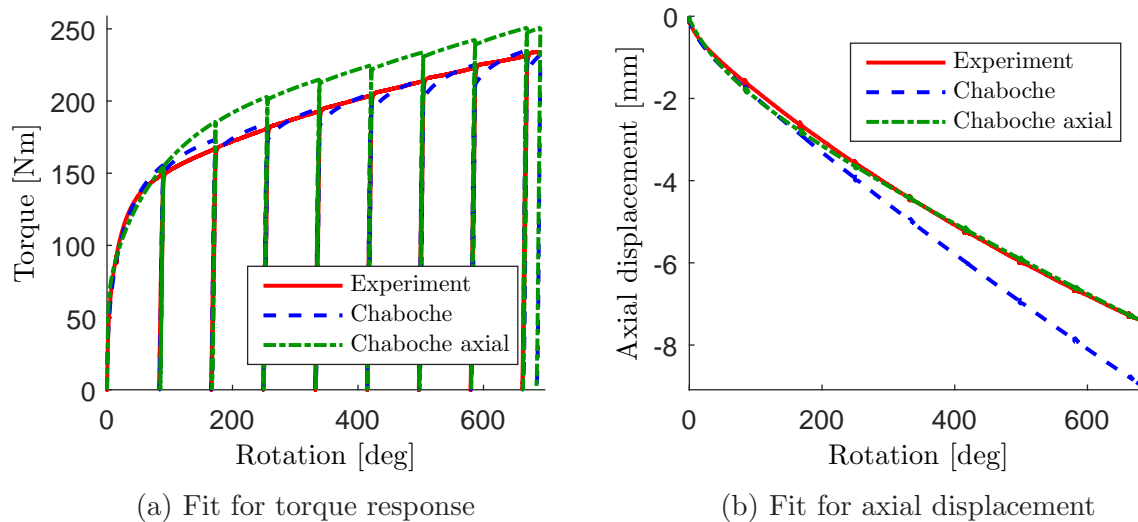 250
200
150
100
50
0
Torque [Nm]
0 200 400 600
Rotation [deg]
Experiment
Chaboche
Chaboche axial
(a) Fit for torque response
0
-2
-4
-6
-8
Axial displacement [mm]
0 200 400 600
Rotation [deg]
Experiment
Chaboche
Chaboche axial
(b) Fit for axial displacement